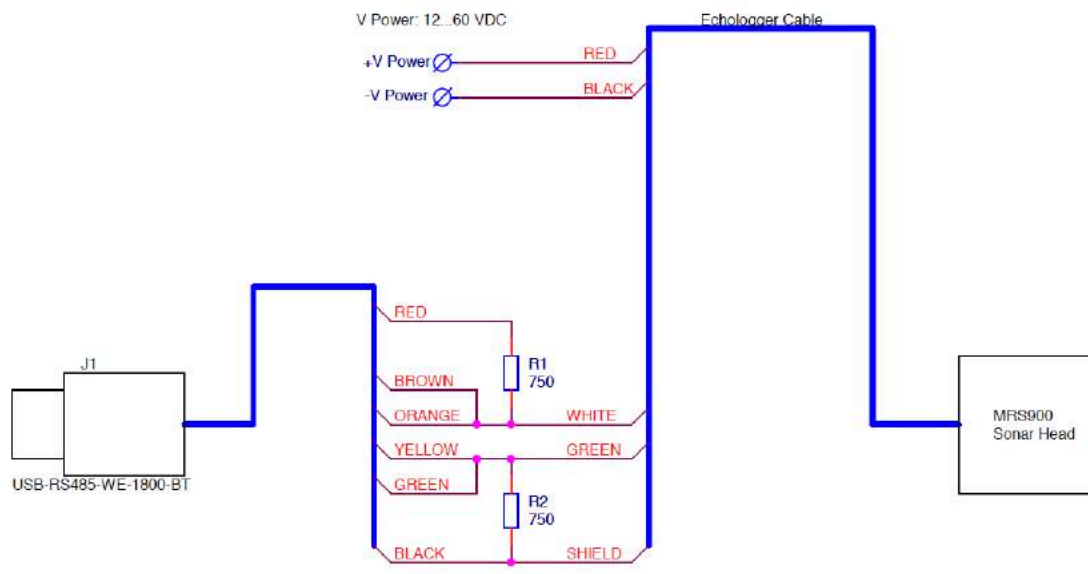 V Power: 12...60 VDC
Echologger Cable
+V Power
RED
-V Power
BLACK
RED
J1
R1
750
BROWN
ORANGE
WHITE
MRS900
Sonar Head
YELLOW
GREEN
USB-RS485-WE-1800-BT
GREEN
R2
750
BLACK
SHIELD